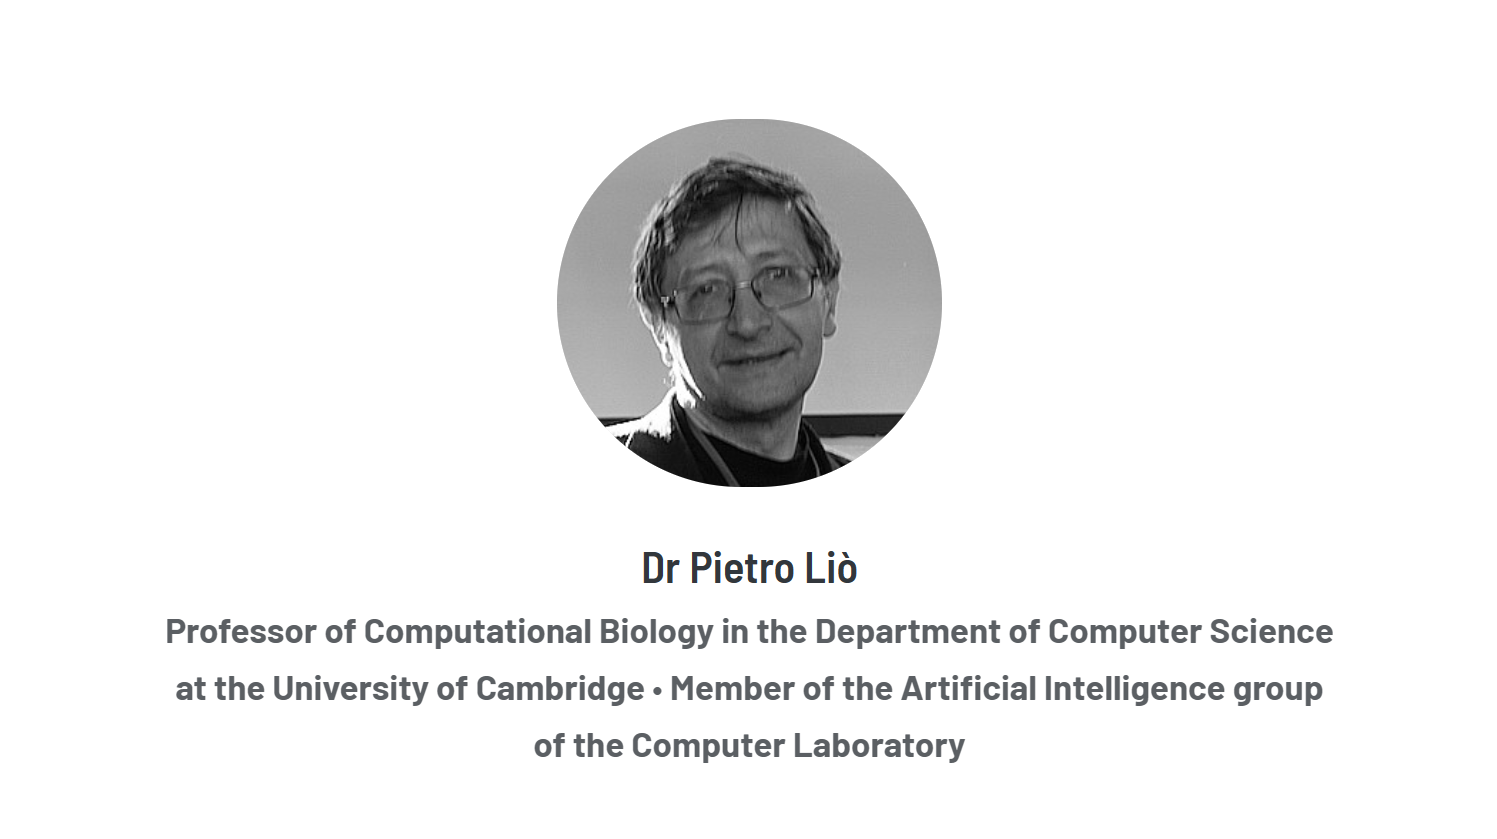 Dr Pietro Liò
Professor of Computational Biology in the Department of Computer Science
at the University of Cambridge • Member of the Artificial Intelligence group
of the Computer Laboratory